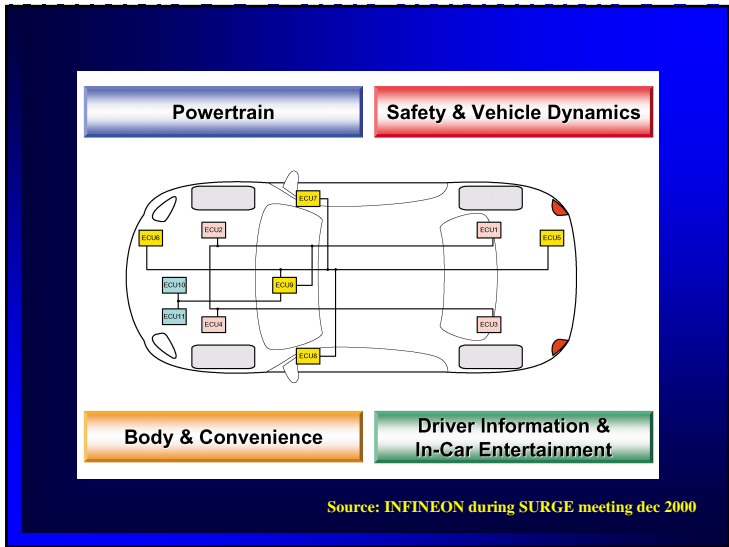 Powertrain
Safety & Vehicle Dynamics
ECU7
ECU2
ECU1
ECU6
ECU5
ECU10
ECU9
ECU11
ECU4
ECU3
ECU8
Body & Convenience
Driver Information &
In-Car Entertainment
Source: INFINEON during SURGE meeting dec 2000